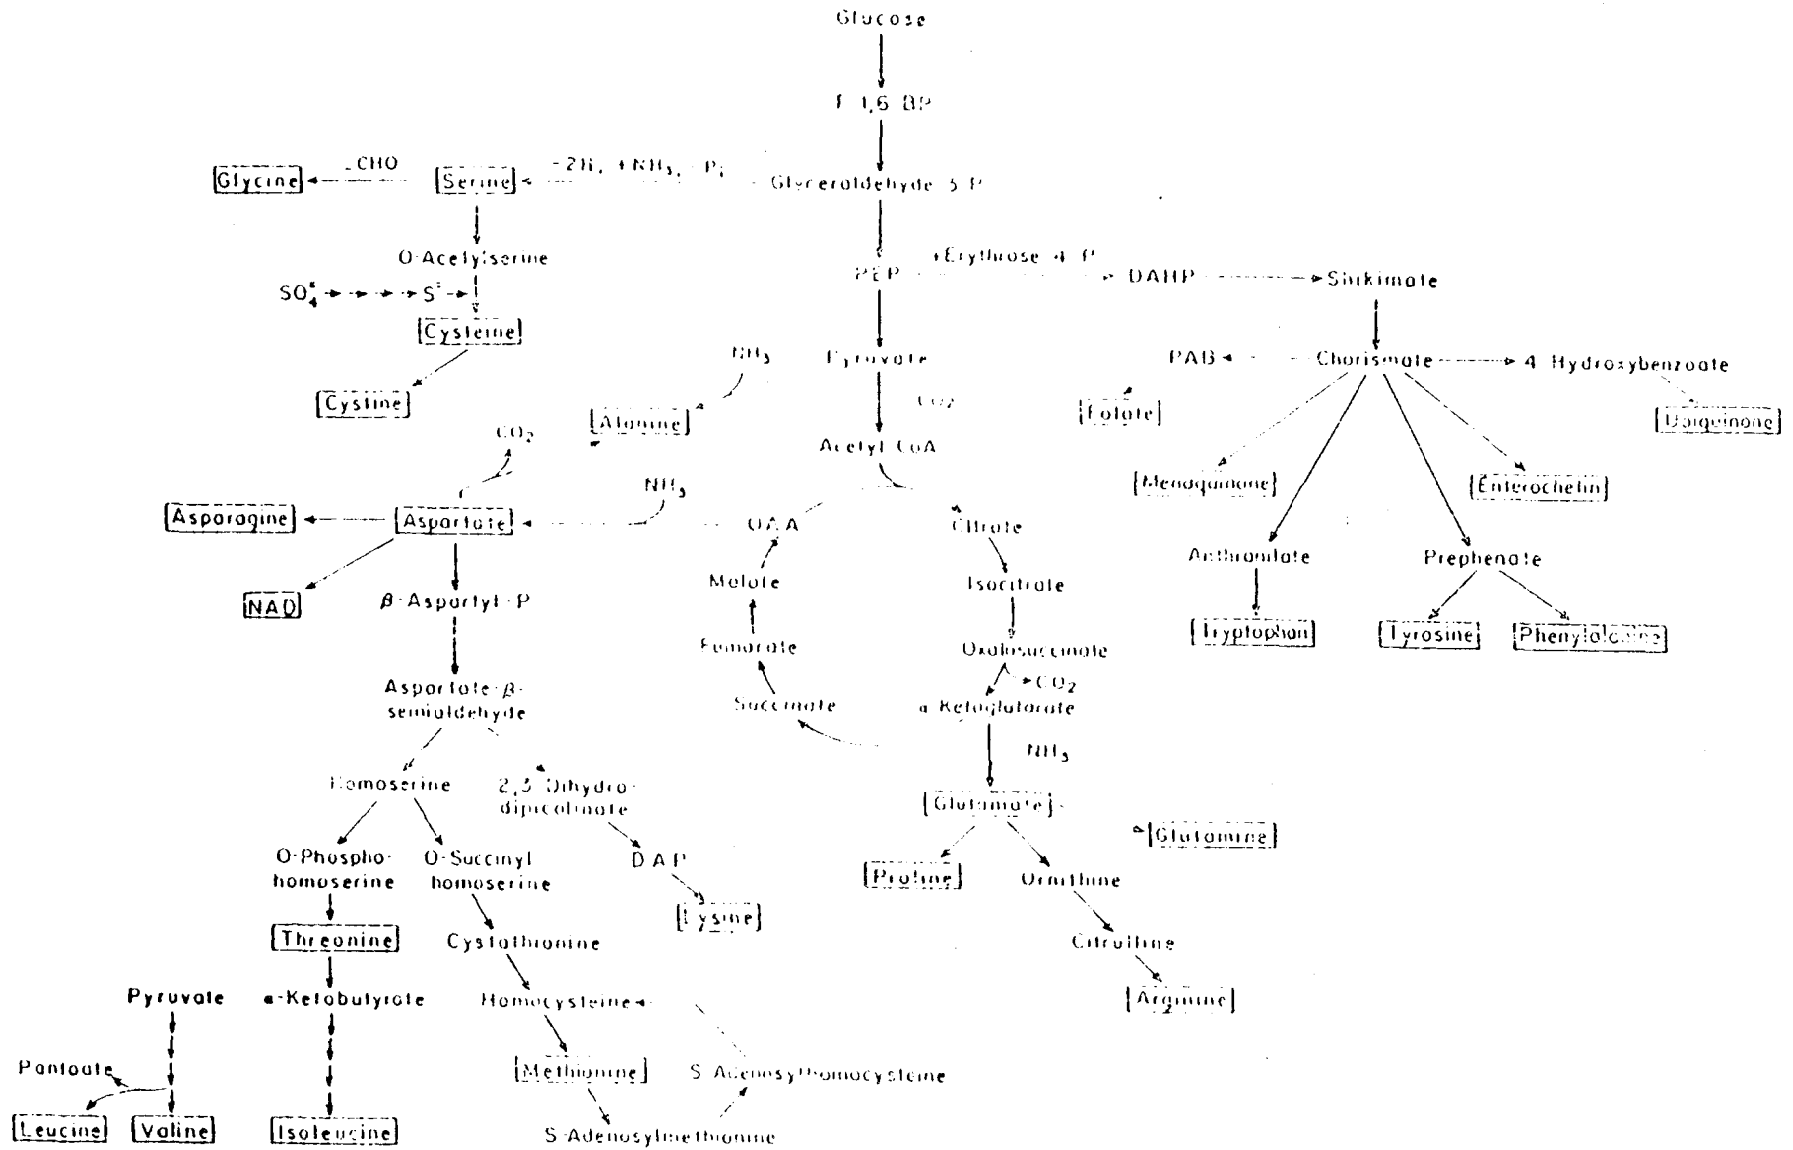 Glucose
F 1,6 BP
-CHO
-2H, +NH3, -Pi
Glycine
Serine
Glyceraldehyde 3 P
O-Acetylserine
+Erythrose 4 P
PEP
DAHP
Shikimate
SO4= S=
Cysteine
NH3
Pyruvate
PAB
Chorismate
4 Hydroxybenzoate
Cystine
CO2
Folate
Alanine
Ubiquinone
CO2
Acetyl CoA
Menaquinone
Enterochelin
NH3
Asparagine
Aspartate
OAA
Citrate
Anthranilate
Prephenate
Malate
Isocitrate
NAD
β-Aspartyl-P
Tryptophan
Tyrosine
Phenylalanine
Fumarate
Oxalosuccinate
CO2
Aspartate-β-
semialdehyde
Succinate
α Ketoglutarate
NH3
Homoserine
2,3 Dihydro-
dipicolinate
Glutamate
Glutamine
O-Phospho-
homoserine
O-Succinyl
homoserine
DAP
Proline
Ornithine
Lysine
Threonine
Cystathionine
Citrulline
Pyruvate
α-Ketobutyrate
Homocysteine
Arginine
Pantoate
Methionine
S Adenosylhomocysteine
Leucine
Valine
Isoleucine
S-Adenosylmethionine